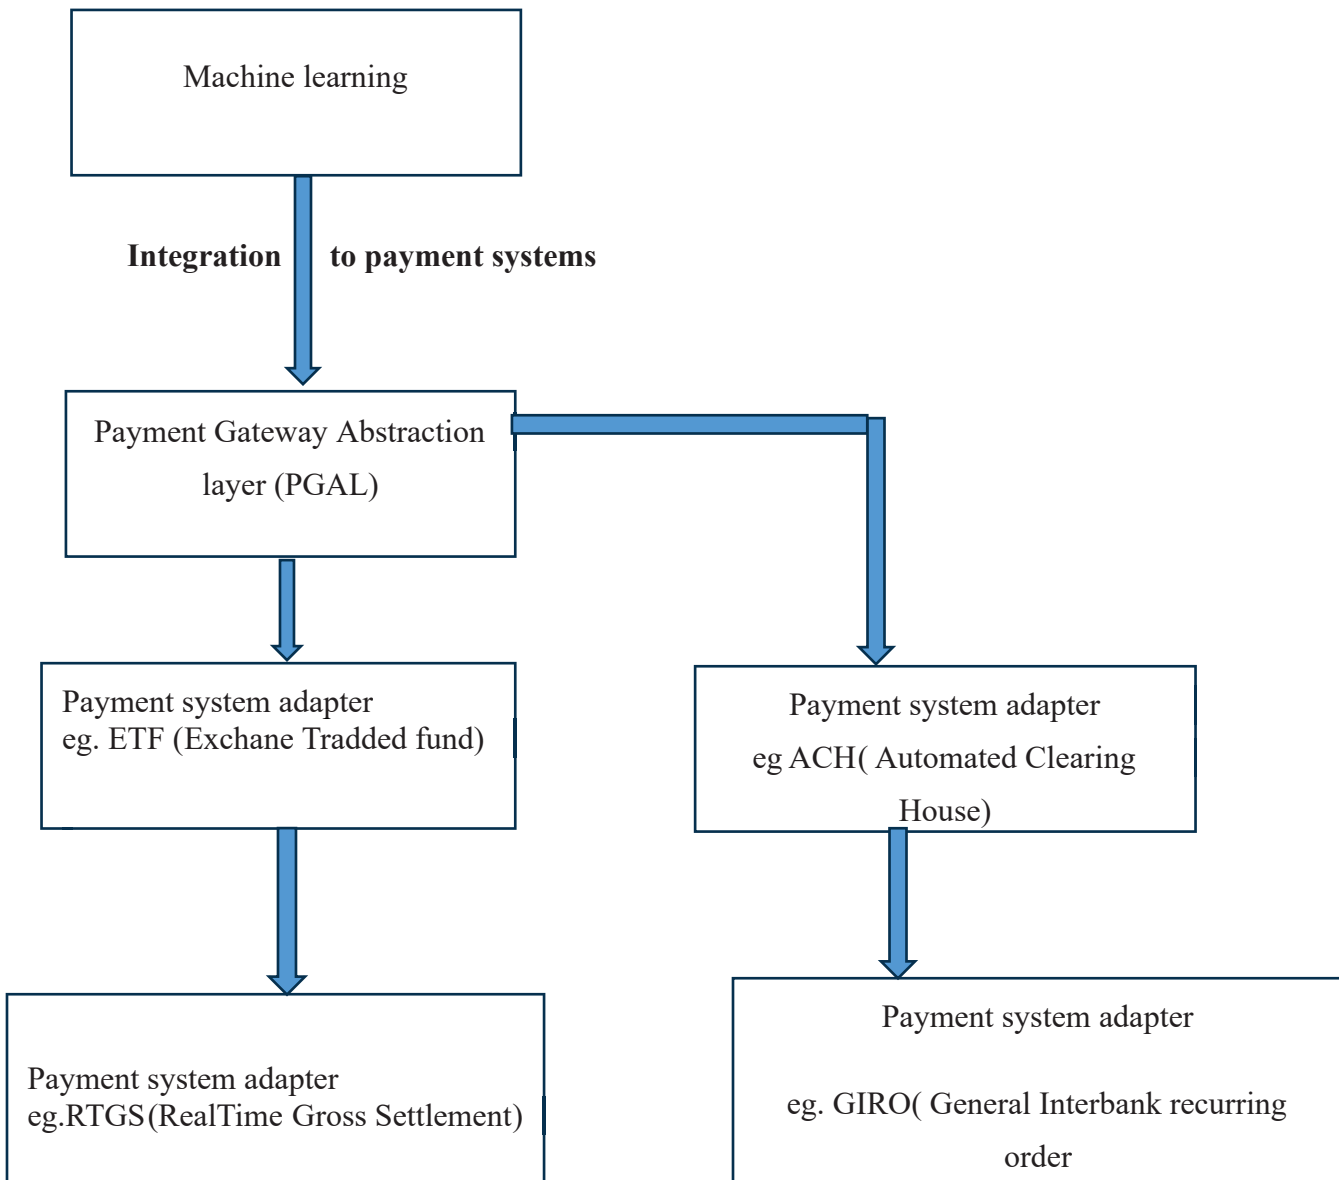 Machine learning
Integration to payment systems
Payment Gateway Abstraction
layer (PGAL)
Payment system adapter
eg. ETF (Exchane Tradded fund)
Payment system adapter
eg ACH( Automated Clearing
House)
Payment system adapter
eg.RTGS(RealTime Gross Settlement)
Payment system adapter
eg. GIRO( General Interbank recurring
order